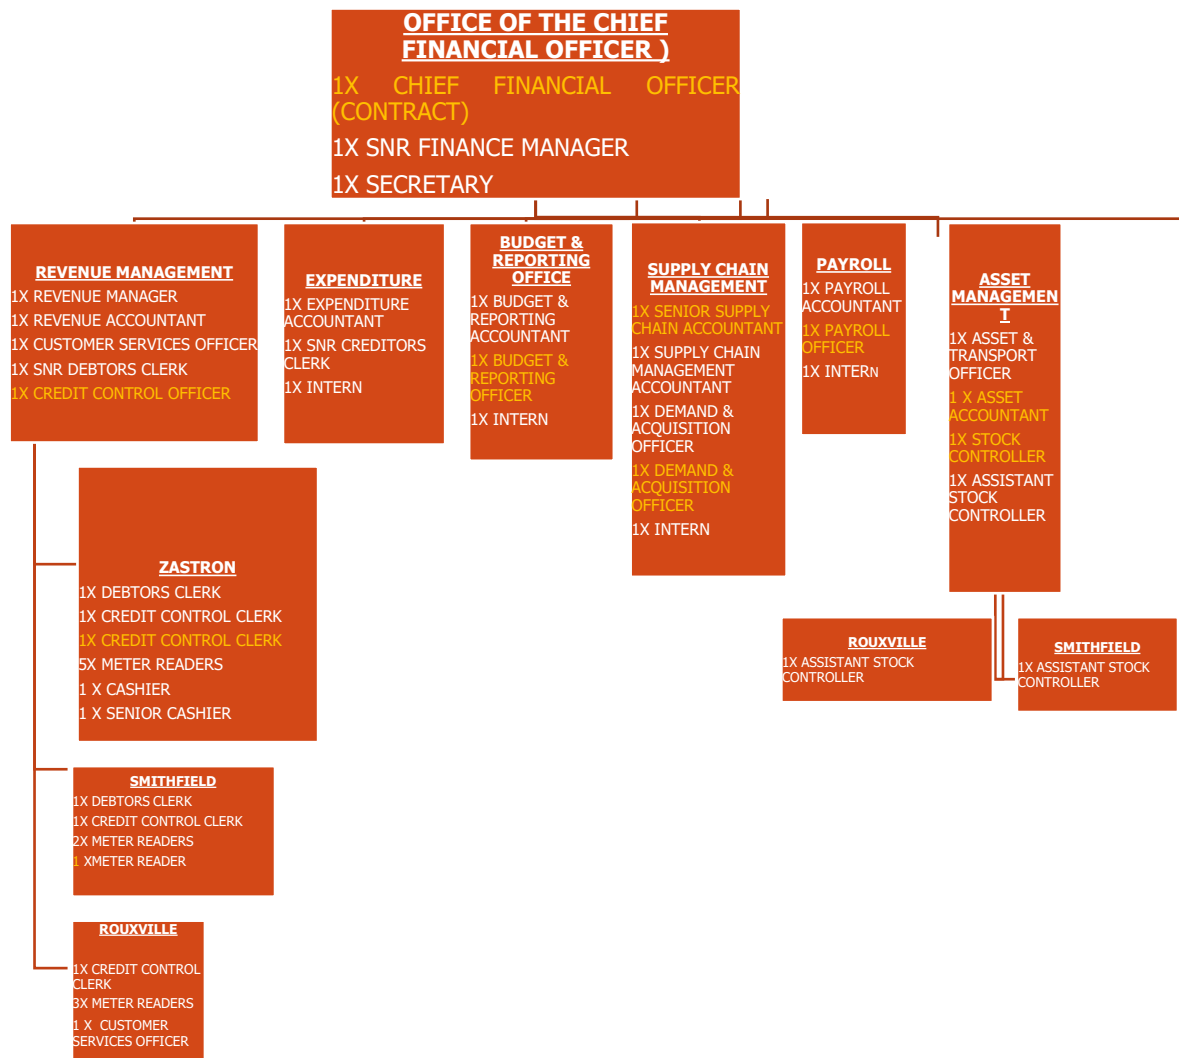 OFFICE OF THE CHIEF
FINANCIAL OFFICER )
1X CHIEF FINANCIAL OFFICER
(CONTRACT)
1X SNR FINANCE MANAGER
1X SECRETARY
REVENUE MANAGEMENT
1X REVENUE MANAGER
1X REVENUE ACCOUNTANT
1X CUSTOMER SERVICES OFFICER
1X SNR DEBTORS CLERK
1X CREDIT CONTROL OFFICER
EXPENDITURE
1X EXPENDITURE
ACCOUNTANT
1X SNR CREDITORS
CLERK
1X INTERN
BUDGET &
REPORTING
OFFICE
1X BUDGET &
REPORTING
ACCOUNTANT
1X BUDGET &
REPORTING
OFFICER
1X INTERN
SUPPLY CHAIN
MANAGEMENT
1X SENIOR SUPPLY
CHAIN ACCOUNTANT
1X SUPPLY CHAIN
MANAGEMENT
ACCOUNTANT
1X DEMAND &
ACQUISITION
OFFICER
1X DEMAND &
ACQUISITION
OFFICER
1X INTERN
PAYROLL
1X PAYROLL
ACCOUNTANT
1X PAYROLL
OFFICER
1X INTERN
ASSET
MANAGEMEN
T
1X ASSET &
TRANSPORT
OFFICER
1 X ASSET
ACCOUNTANT
1X STOCK
CONTROLLER
1X ASSISTANT
STOCK
CONTROLLER
ZASTRON
1X DEBTORS CLERK
1X CREDIT CONTROL CLERK
1X CREDIT CONTROL CLERK
5X METER READERS
1 X CASHIER
1 X SENIOR CASHIER
ROUXVILLE
1X ASSISTANT STOCK
CONTROLLER
SMITHFIELD
1X ASSISTANT STOCK
CONTROLLER
SMITHFIELD
1X DEBTORS CLERK
1X CREDIT CONTROL CLERK
2X METER READERS
1 XMETER READER
ROUXVILLE
1X CREDIT CONTROL
CLERK
3X METER READERS
1 X CUSTOMER
SERVICES OFFICER